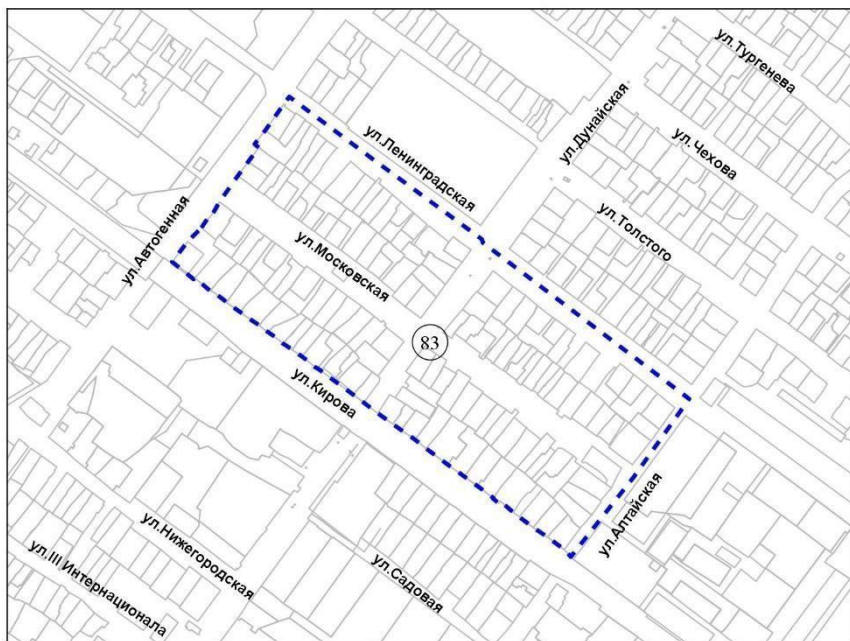 ул.Тургенева
ул.Дунайская
ул.Чехова
ул.Ленинградская
ул.Толстого
ул.Автогенная
ул.Московская
83
ул.Кирова
ул.Алтайская
ул.Нижегородская
ул.Садовая
ул.III Интернационала